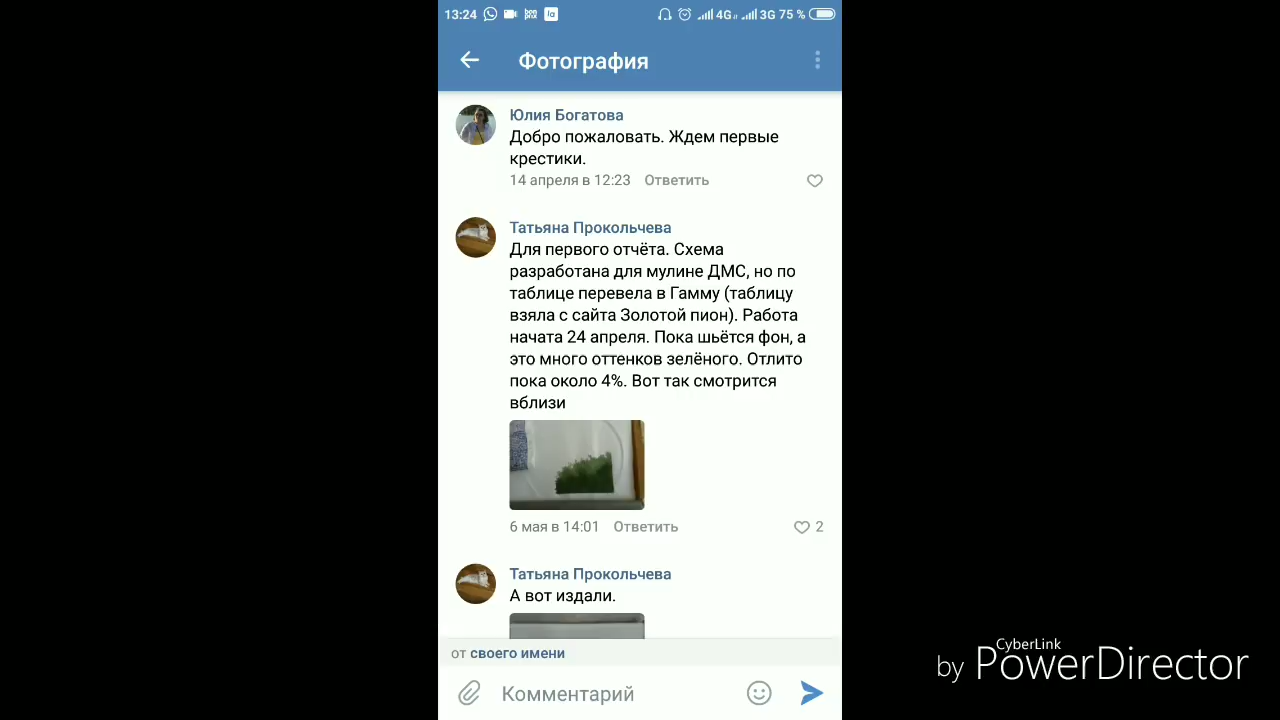 13:24
4G
3G 75 %
Фотография
Юлия Богатова
Добро пожаловать. Ждем первые
крестики.
14 апреля в 12:23 Ответить
Татьяна Прокольчева
Для первого отчёта. Схема
разработана для мулине ДМС, но по
таблице перевела в Гамму (таблицу
взяла с сайта Золотой пион). Работа
начата 24 апреля. Пока шьётся фон, а
это много оттенков зелёного. Отлито
пока около 4%. Вот так смотрится
вблизи
6 мая в 14:01 Ответить
2
Татьяна Прокольчева
А вот издали.
от своего имени
Комментарий
CyberLink
by PowerDirector